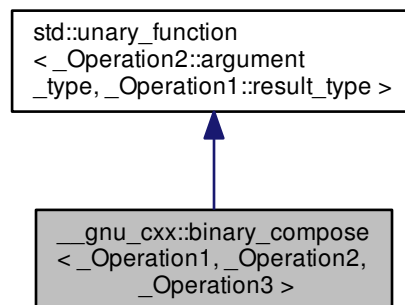 std::unary_function
< _Operation2::argument
_type, _Operation1::result_type >
__gnu_cxx::binary_compose
< _Operation1, _Operation2,
_Operation3 >